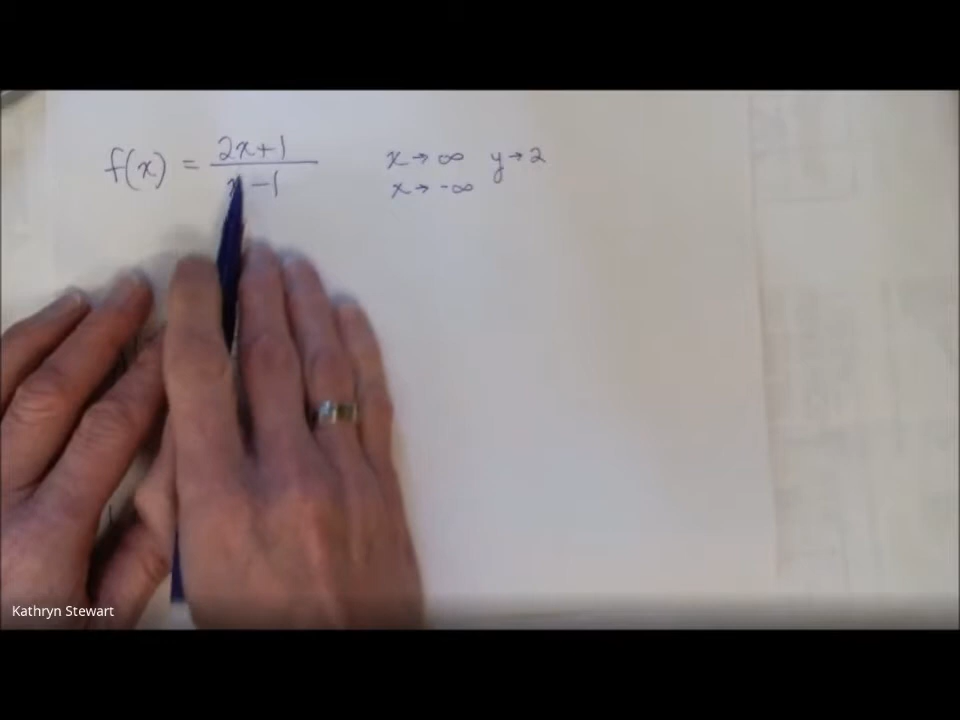 f(x) = 2x+1 / x-1
x→∞ y→2
x→-∞
Kathryn Stewart